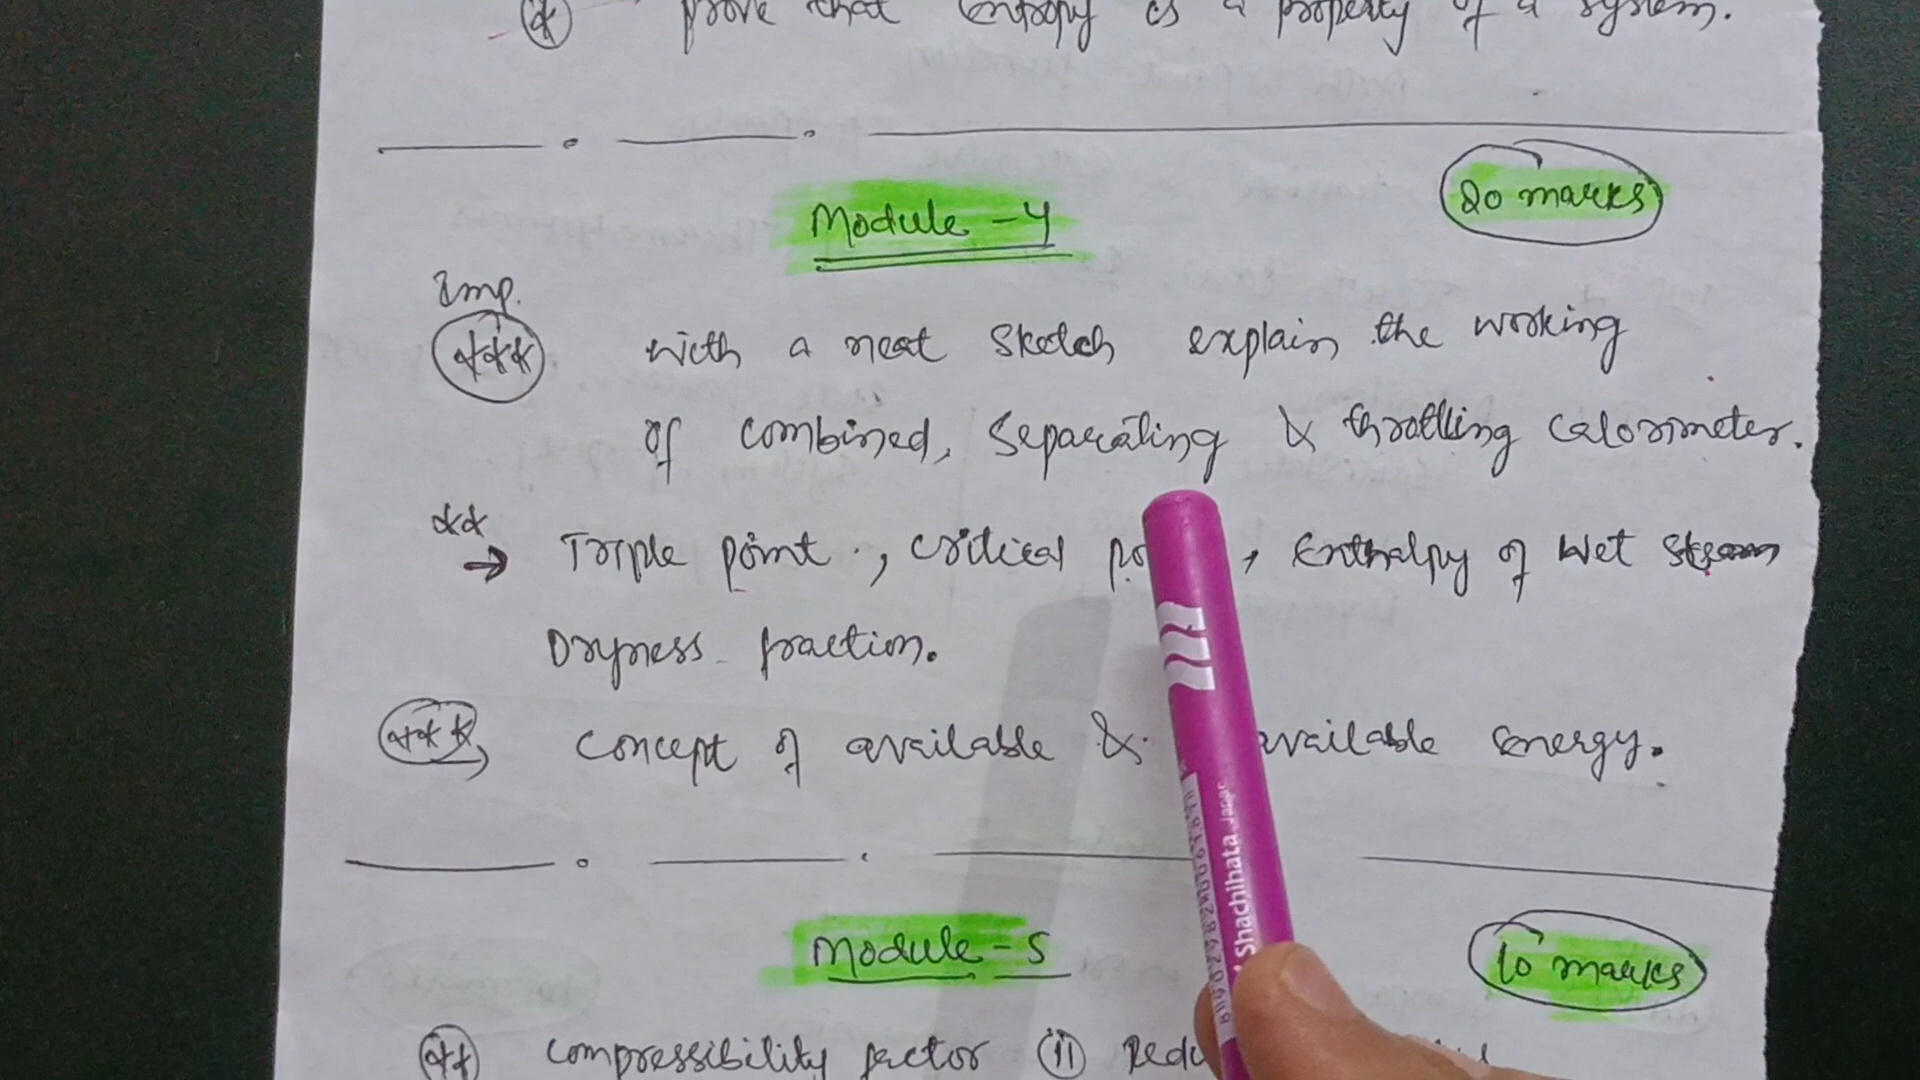 * Prove that Entropy is a property of a system.
Module - 4
20 marks
Imp.
*** with a neat sketch explain the working
of combined, Separating & throttling calorimeter.
** → Triple point, critical po , Enthalpy of Wet Steam
Dryness fraction.
*** concept of available & available energy.
Module - 5
10 marks
** compressibility factor (ii) Redu
Shachihata